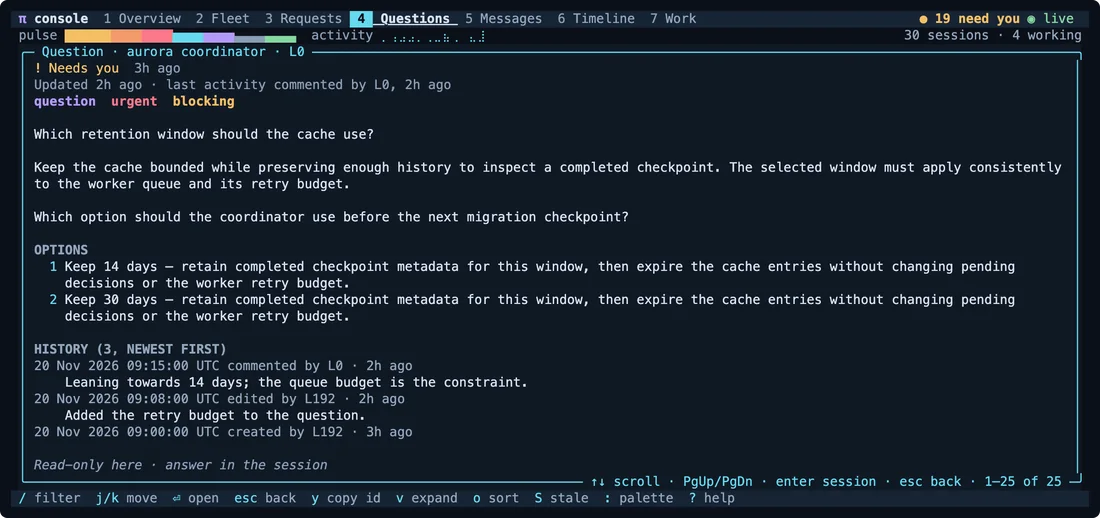 π console 1 Overview 2 Fleet 3 Requests 4 Questions 5 Messages 6 Timeline 7 Work ● 19 need you ◉ live
pulse activity 30 sessions · 4 working
Question · aurora coordinator · L0
! Needs you 3h ago
Updated 2h ago · last activity commented by L0, 2h ago
question urgent blocking
Which retention window should the cache use?
Keep the cache bounded while preserving enough history to inspect a completed checkpoint. The selected window must apply consistently
to the worker queue and its retry budget.
Which option should the coordinator use before the next migration checkpoint?
OPTIONS
1 Keep 14 days — retain completed checkpoint metadata for this window, then expire the cache entries without changing pending
decisions or the worker retry budget.
2 Keep 30 days — retain completed checkpoint metadata for this window, then expire the cache entries without changing pending
decisions or the worker retry budget.
HISTORY (3, NEWEST FIRST)
20 Nov 2026 09:15:00 UTC commented by L0 · 2h ago
Leaning towards 14 days; the queue budget is the constraint.
20 Nov 2026 09:08:00 UTC edited by L192 · 2h ago
Added the retry budget to the question.
20 Nov 2026 09:00:00 UTC created by L192 · 3h ago
Read-only here · answer in the session
↑↓ scroll · PgUp/PgDn · enter session · esc back · 1–25 of 25
/ filter j/k move ⏎ open esc back y copy id v expand o sort S stale : palette ? help